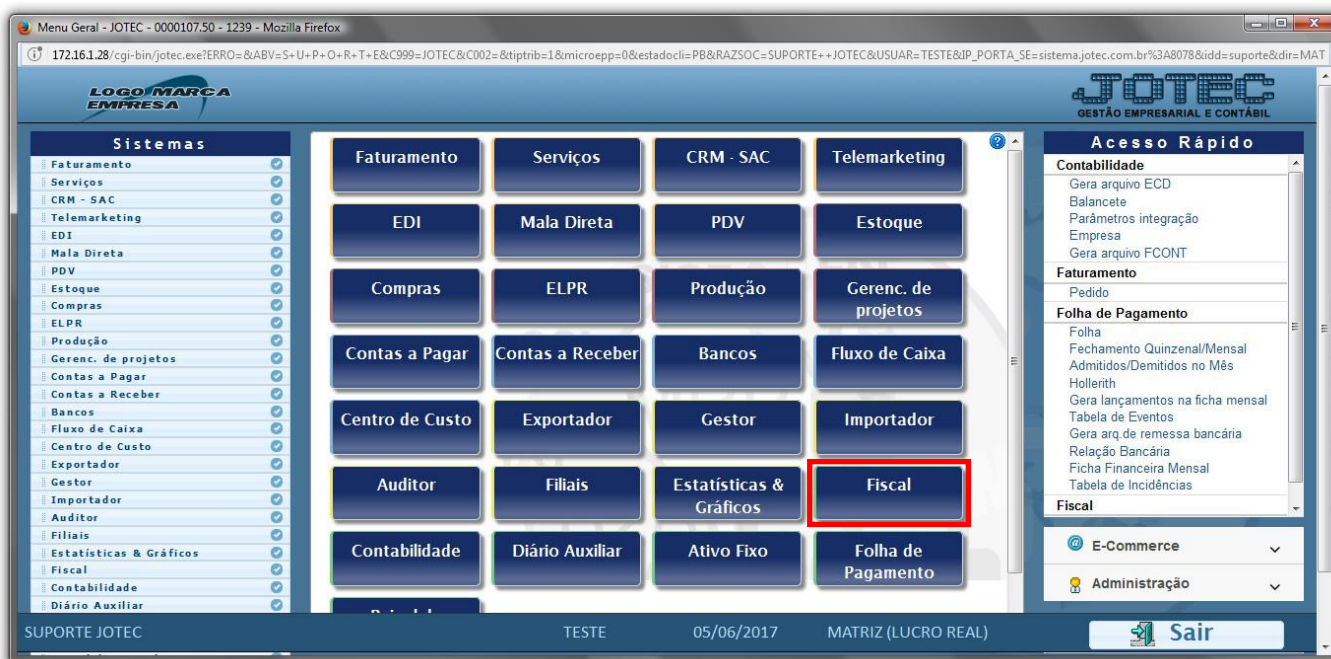 Menu Geral - JOTEC - 0000107.50 - 1239 - Mozilla Firefox
172.16.1.28/cgi-bin/jotec.exe?ERRO=&ABV=S+U+P+O+R+T+E&C999=JOTEC&C002=&tiptrib=1&microepp=0&estadocli=PB&RAZSOC=SUPORTE++JOTEC&USUAR=TESTE&IP_PORTA_SE=sistema.jotec.com.br%3A8078&idd=suporte&dir=MAT
LOGO MARCA
EMPRESA
JOTEC
GESTÃO EMPRESARIAL E CONTÁBIL
Sistemas
Faturamento
Serviços
CRM - SAC
Telemarketing
EDI
Mala Direta
PDV
Estoque
Compras
ELPR
Produção
Gerenc. de projetos
Contas a Pagar
Contas a Receber
Bancos
Fluxo de Caixa
Centro de Custo
Exportador
Gestor
Importador
Auditor
Filiais
Estatísticas & Gráficos
Fiscal
Contabilidade
Diário Auxiliar
Faturamento
Serviços
CRM - SAC
Telemarketing
EDI
Mala Direta
PDV
Estoque
Compras
ELPR
Produção
Gerenc. de
projetos
Contas a Pagar
Contas a Receber
Bancos
Fluxo de Caixa
Centro de Custo
Exportador
Gestor
Importador
Auditor
Filiais
Estatísticas &
Gráficos
Fiscal
Contabilidade
Diário Auxiliar
Ativo Fixo
Folha de
Pagamento
Acesso Rápido
Contabilidade
Gera arquivo ECD
Balancete
Parâmetros integração
Empresa
Gera arquivo FCONT
Faturamento
Pedido
Folha de Pagamento
Folha
Fechamento Quinzenal/Mensal
Admitidos/Demitidos no Mês
Hollerith
Gera lançamentos na ficha mensal
Tabela de Eventos
Gera arq.de remessa bancária
Relação Bancária
Ficha Financeira Mensal
Tabela de Incidências
Fiscal
E-Commerce
Administração
SUPORTE JOTEC
TESTE
05/06/2017
MATRIZ (LUCRO REAL)
Sair